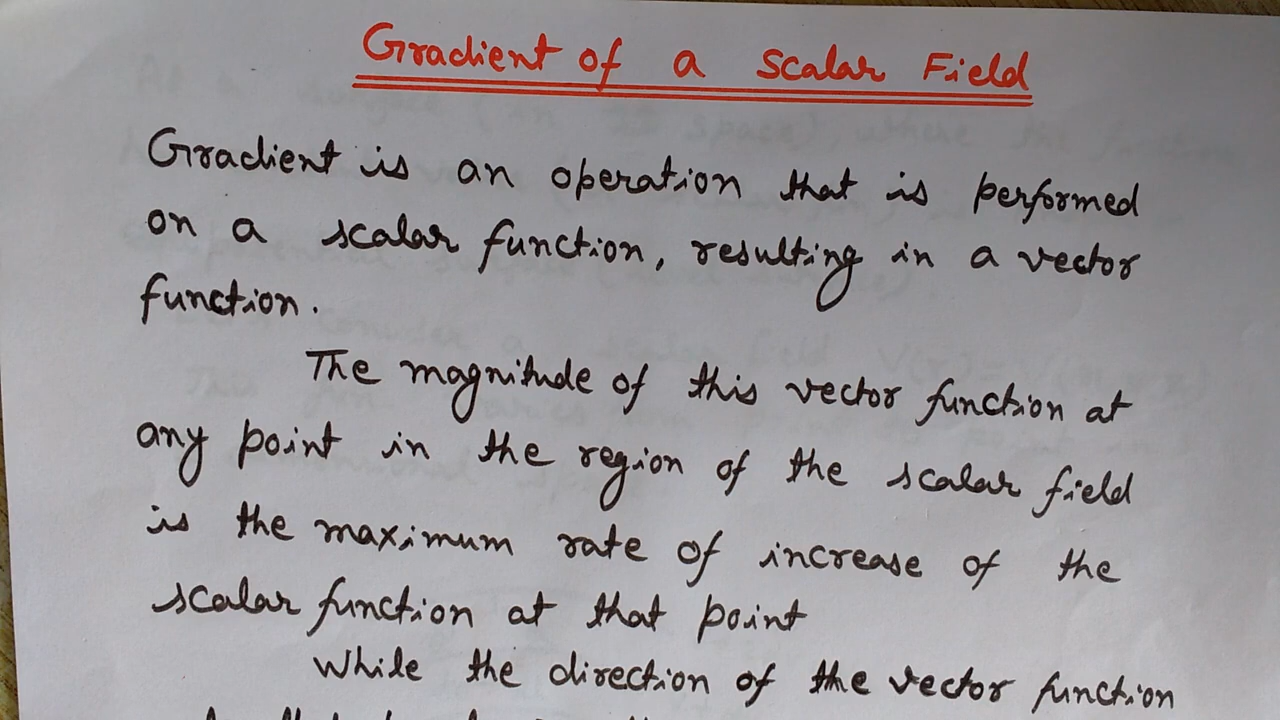 Gradient of a Scalar Field
Gradient is an operation that is performed
on a scalar function, resulting in a vector
function.
The magnitude of this vector function at
any point in the region of the scalar field
is the maximum rate of increase of the
scalar function at that point
While the direction of the vector function